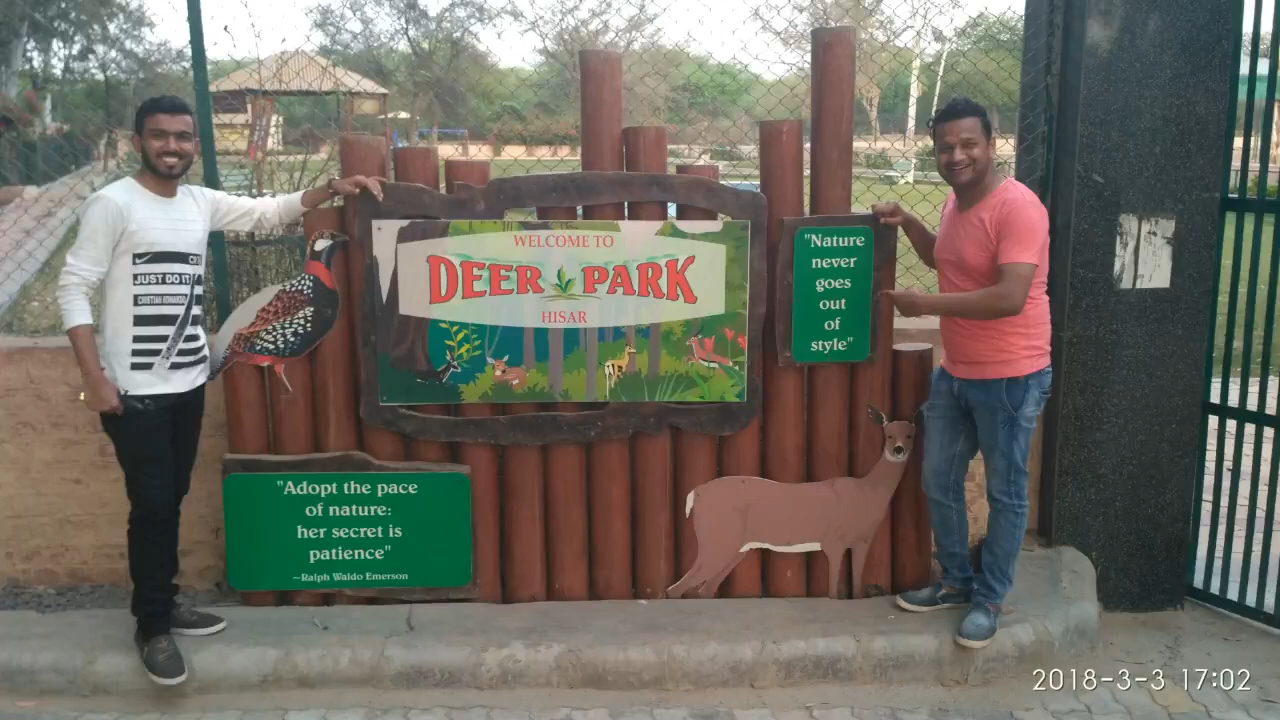 WELCOME TO
DEER PARK
HISAR
"Nature
never
goes
out
of
style"
"Adopt the pace
of nature:
her secret is
patience"
~Ralph Waldo Emerson
JUST DO IT
2018-3-3 17:02